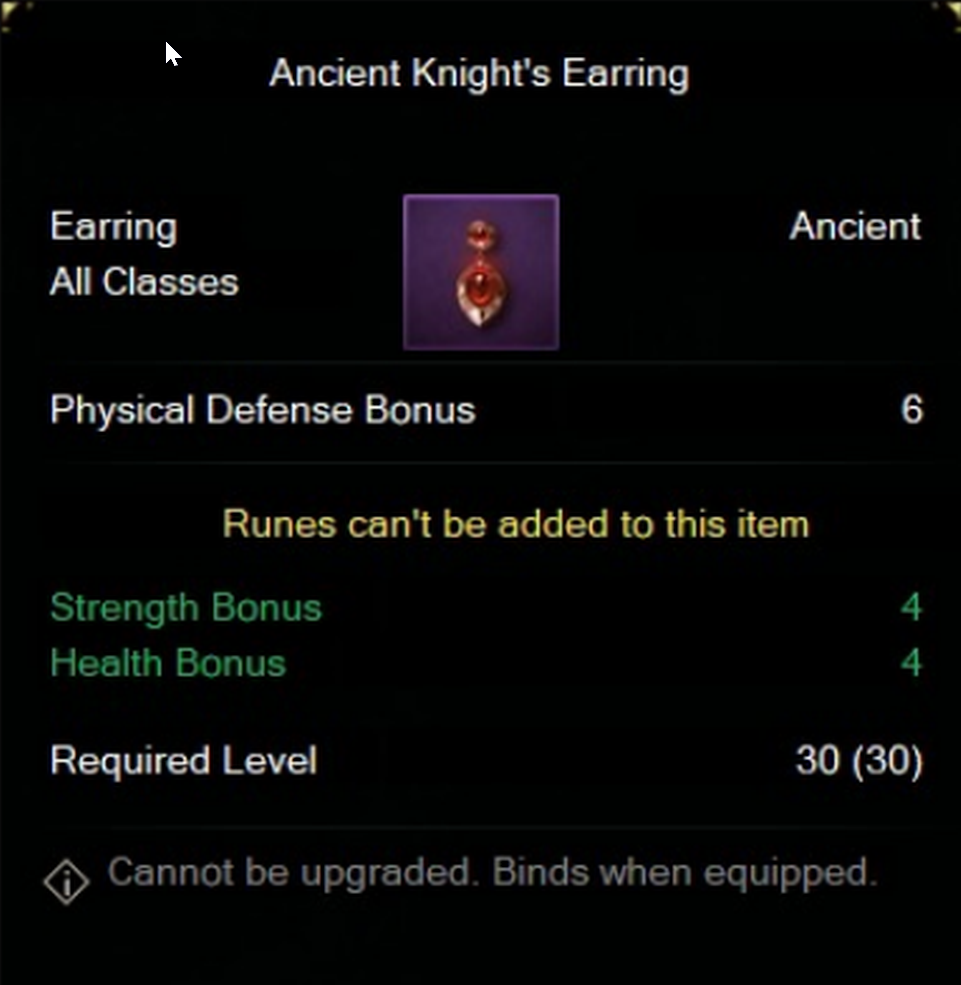 Ancient Knight's Earring
Earring
Ancient
All Classes
Physical Defense Bonus 6
Runes can't be added to this item
Strength Bonus 4
Health Bonus 4
Required Level 30 (30)
Cannot be upgraded. Binds when equipped.